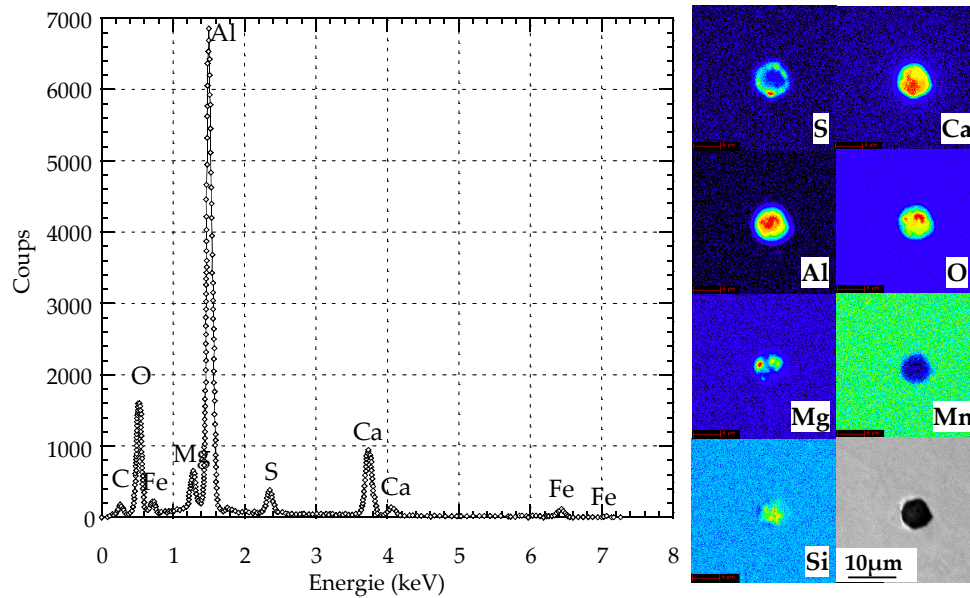 7000
6000
5000
4000
3000
2000
1000
0
Coups
0 1 2 3 4 5 6 7 8
Energie (keV)
C
O
Fe
Mg
Al
S
Ca
Ca
Fe
Fe
S
Ca
Al
O
Mg
Mn
Si
10µm